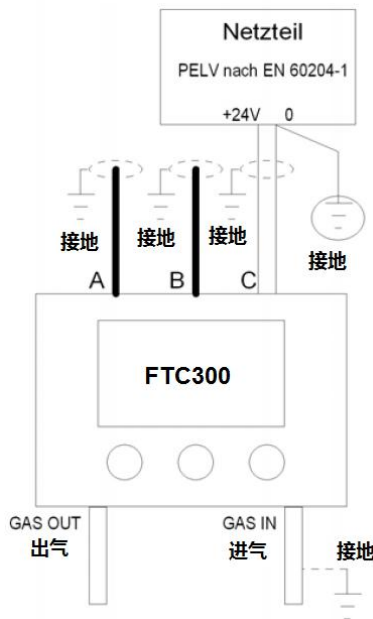 Netzteil
PELV nach EN 60204-1
+24V 0
接地
接地
接地
接地
A B C
FTC300
GAS OUT
出气
GAS IN
进气
接地